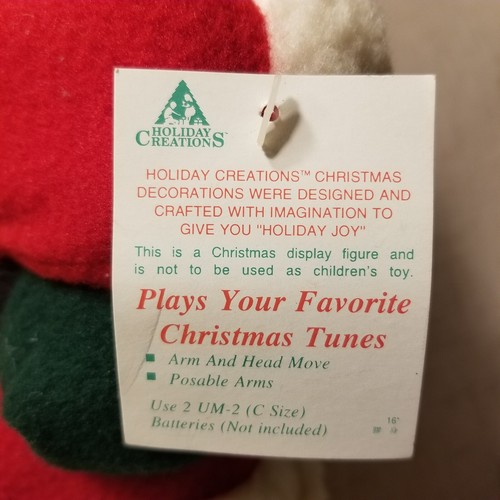 HOLIDAY
CREATIONS™
HOLIDAY CREATIONS™ CHRISTMAS
DECORATIONS WERE DESIGNED AND
CRAFTED WITH IMAGINATION TO
GIVE YOU "HOLIDAY JOY"
This is a Christmas display figure and
is not to be used as children's toy.
Plays Your Favorite
Christmas Tunes
■ Arm And Head Move
■ Posable Arms
Use 2 UM-2 (C Size)
Batteries (Not included)
16"